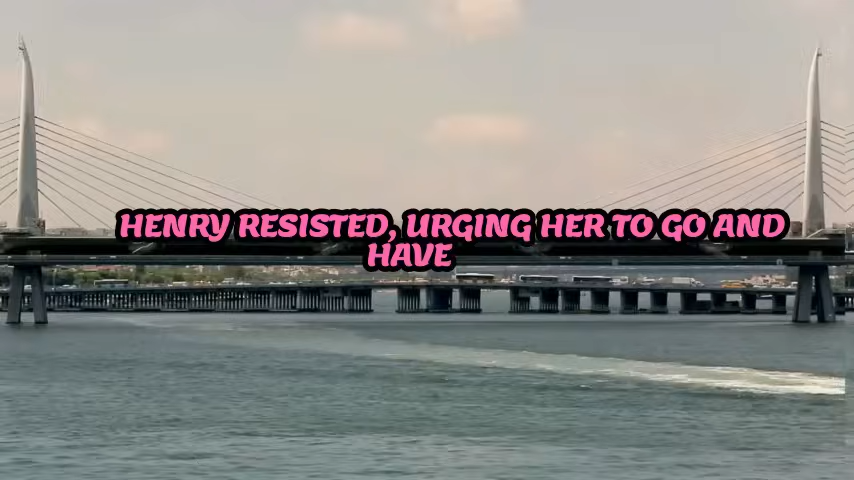 HENRY RESISTED, URGING HER TO GO AND
HAVE